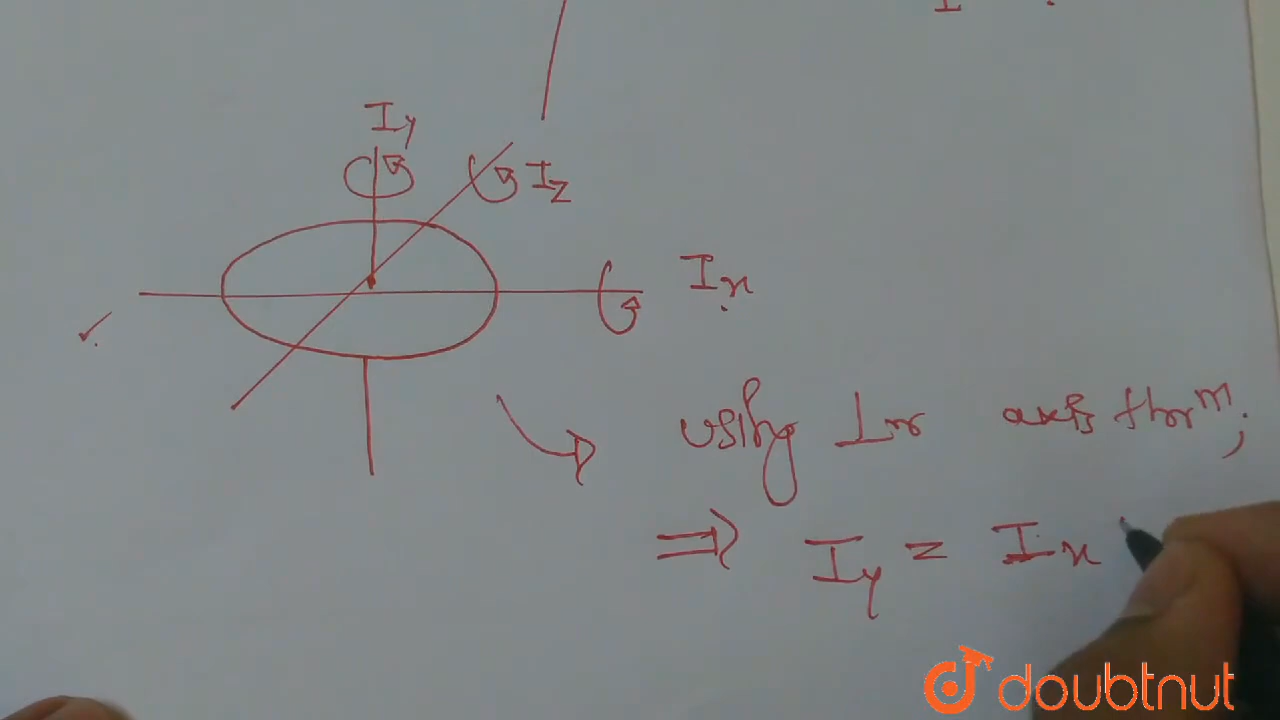 I
Iy
Iz
Ix
using ⊥r axis thrm;
⇒ Iy = Ix
doubtnut